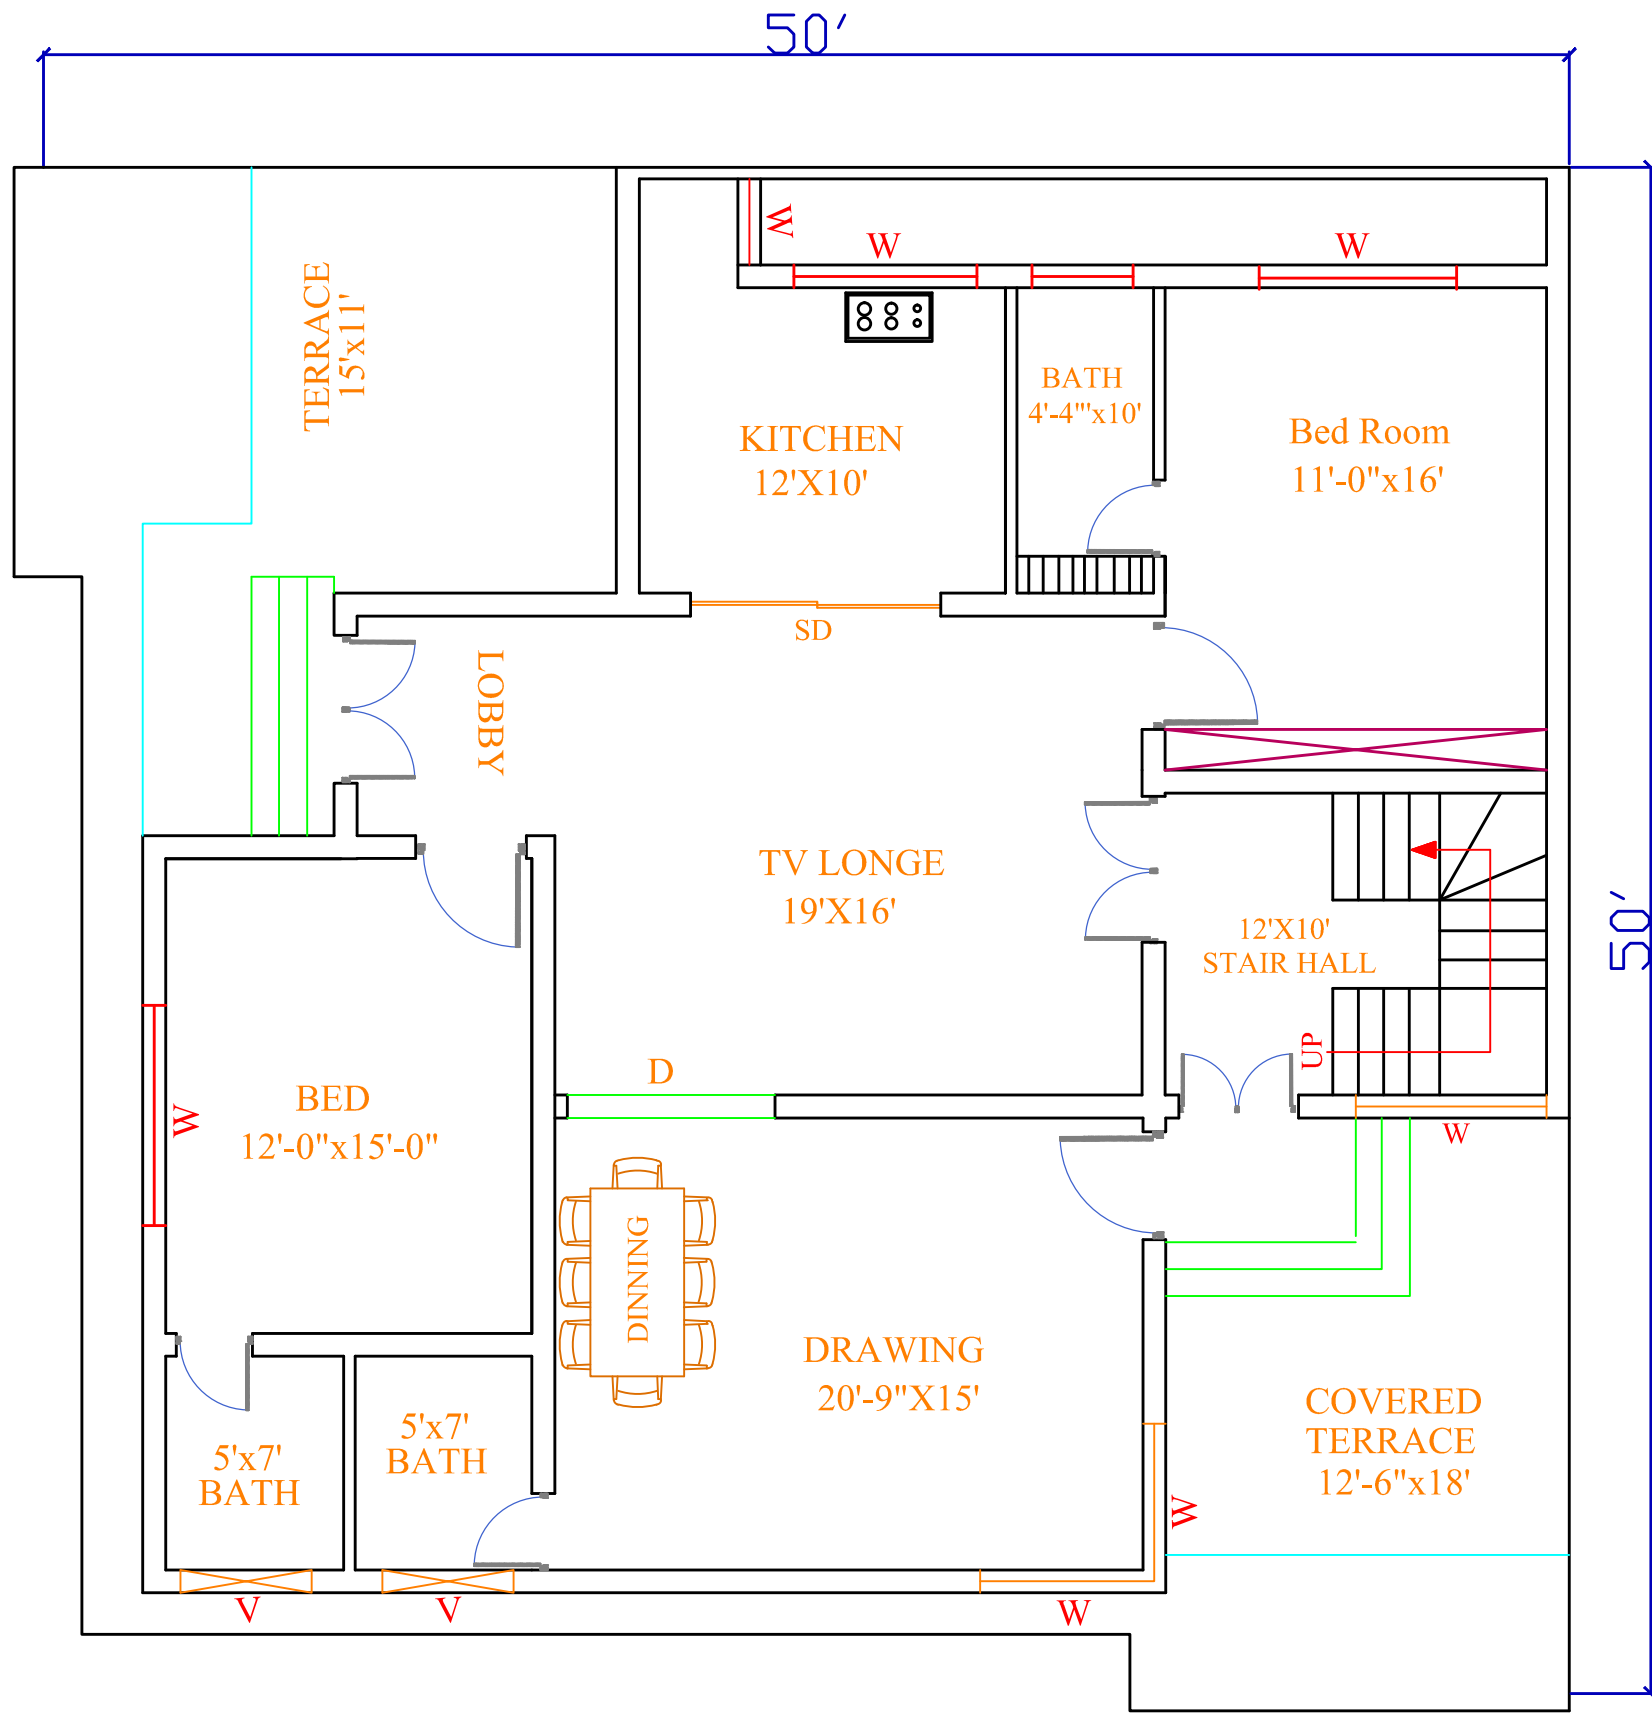 50'
W
W
W
TERRACE
15'x11'
BATH
4'-4"'x10'
KITCHEN
12'X10'
Bed Room
11'-0"x16'
SD
LOBBY
TV LONGE
19'X16'
12'X10'
STAIR HALL
50'
UP
D
BED
12'-0"x15'-0"
W
W
DINNING
DRAWING
20'-9"X15'
COVERED
TERRACE
12'-6"x18'
5'x7'
BATH
5'x7'
BATH
W
V
V
W